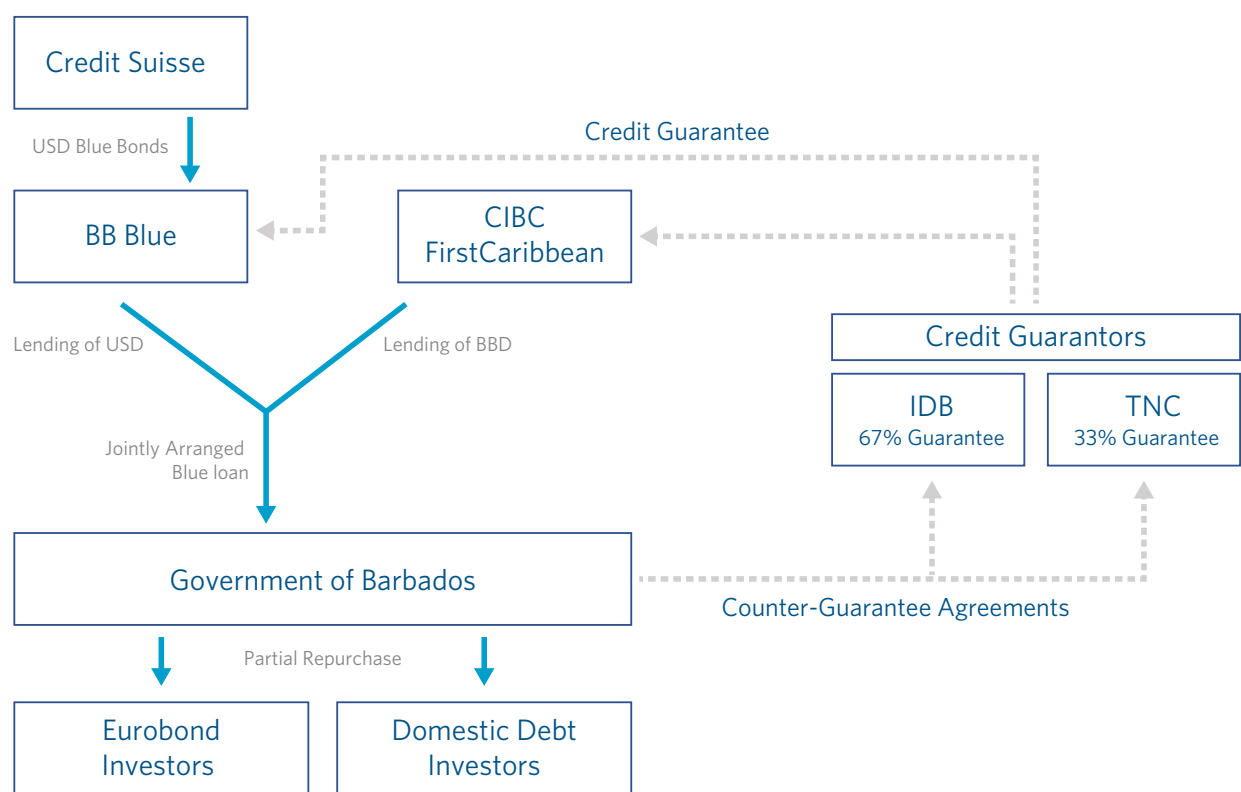 Credit Suisse
USD Blue Bonds
Credit Guarantee
BB Blue
CIBC
FirstCaribbean
Lending of USD
Lending of BBD
Credit Guarantors
IDB
67% Guarantee
TNC
33% Guarantee
Jointly Arranged
Blue loan
Government of Barbados
Counter-Guarantee Agreements
Partial Repurchase
Eurobond
Investors
Domestic Debt
Investors